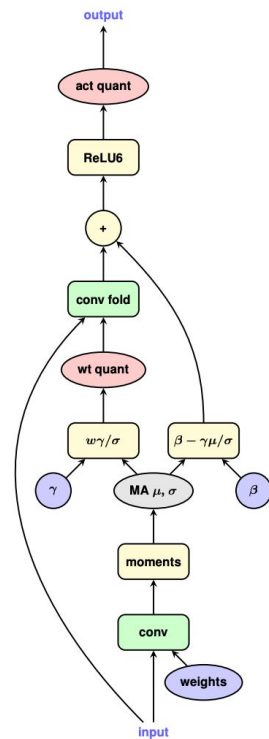 output
act quant
ReLU6
+
conv fold
wt quant
wγ/σ
β − γμ/σ
γ
MA μ, σ
β
moments
conv
weights
input